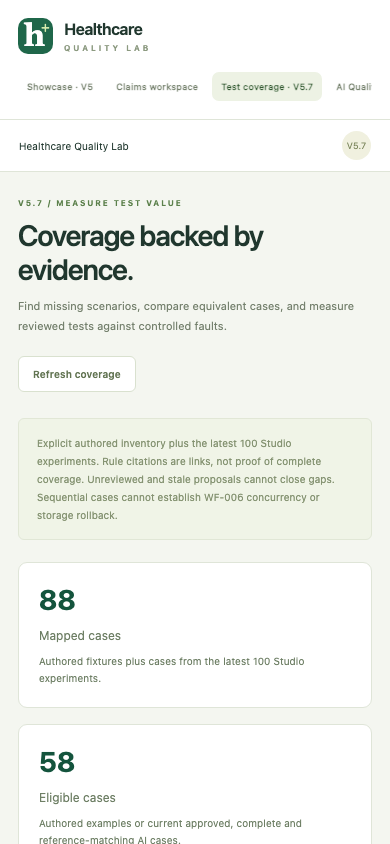 h+ Healthcare
QUALITY LAB
Showcase · V5 Claims workspace Test coverage · V5.7 AI Quali
Healthcare Quality Lab V5.7
V5.7 / MEASURE TEST VALUE
Coverage backed by
evidence.
Find missing scenarios, compare equivalent cases, and measure
reviewed tests against controlled faults.
Refresh coverage
Explicit authored inventory plus the latest 100 Studio
experiments. Rule citations are links, not proof of complete
coverage. Unreviewed and stale proposals cannot close gaps.
Sequential cases cannot establish WF-006 concurrency or
storage rollback.
88
Mapped cases
Authored fixtures plus cases from the latest 100 Studio
experiments.
58
Eligible cases
Authored examples or current approved, complete and
reference-matching AI cases.